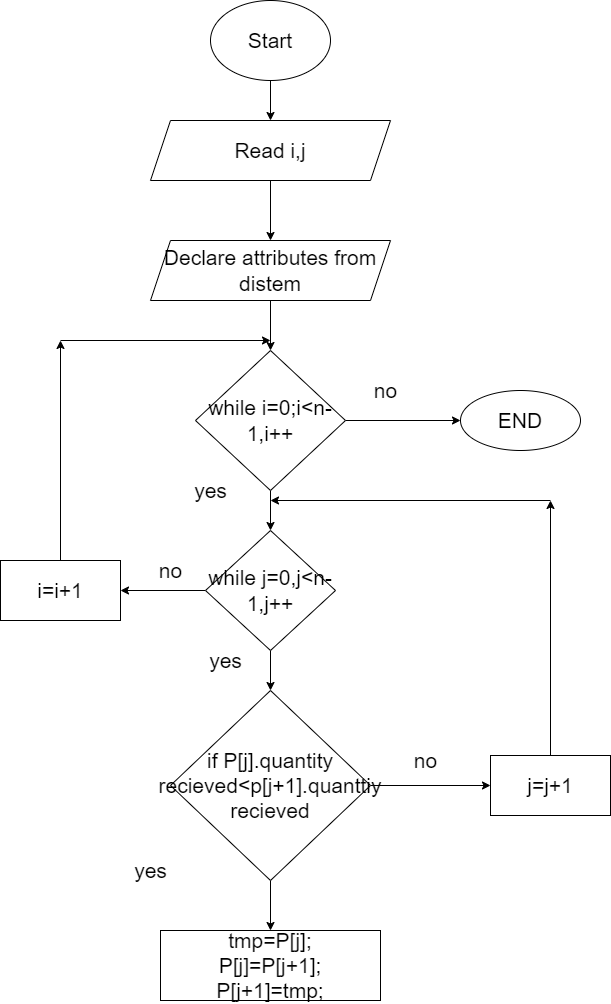 Start
Read i,j
Declare attributes from
distem
while i=0;i<n-
1,i++
no
END
yes
while j=0,j<n-
1,j++
no
i=i+1
yes
if P[j].quantity
recieved<p[j+1].quanttiy
recieved
no
j=j+1
yes
tmp=P[j];
P[j]=P[j+1];
P[j+1]=tmp;